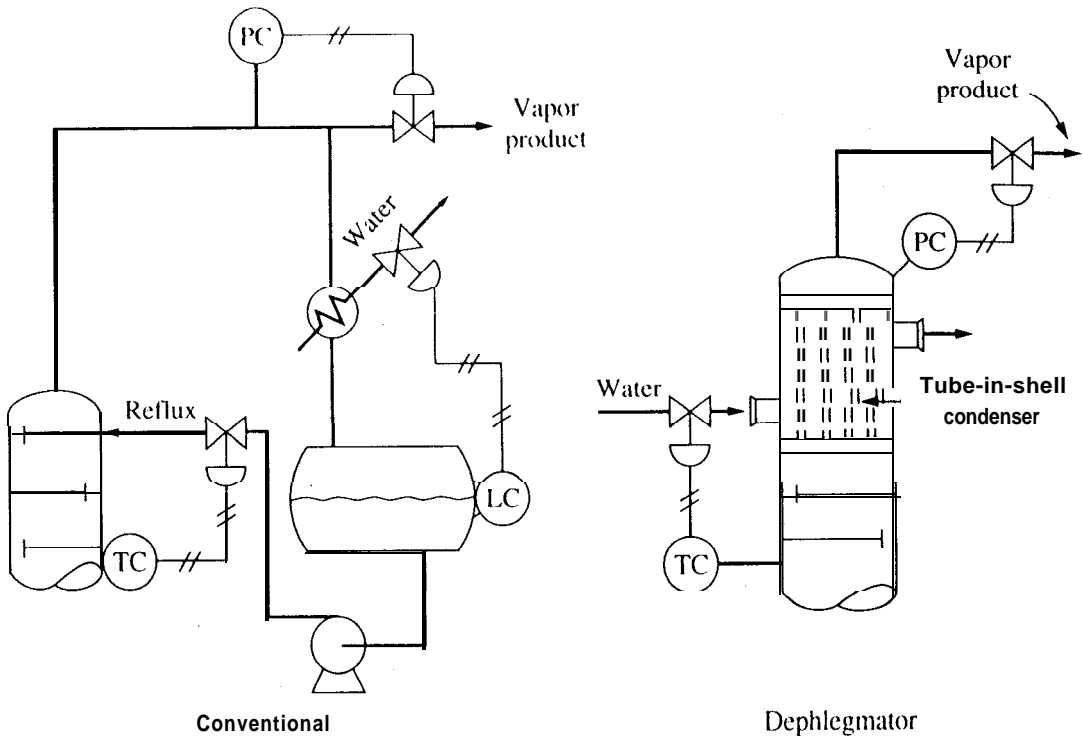 PC
Vapor
product
Water
Reflux
TC
LC
Conventional
Vapor
product
PC
Water
Tube-in-shell
condenser
TC
Dephlegmator